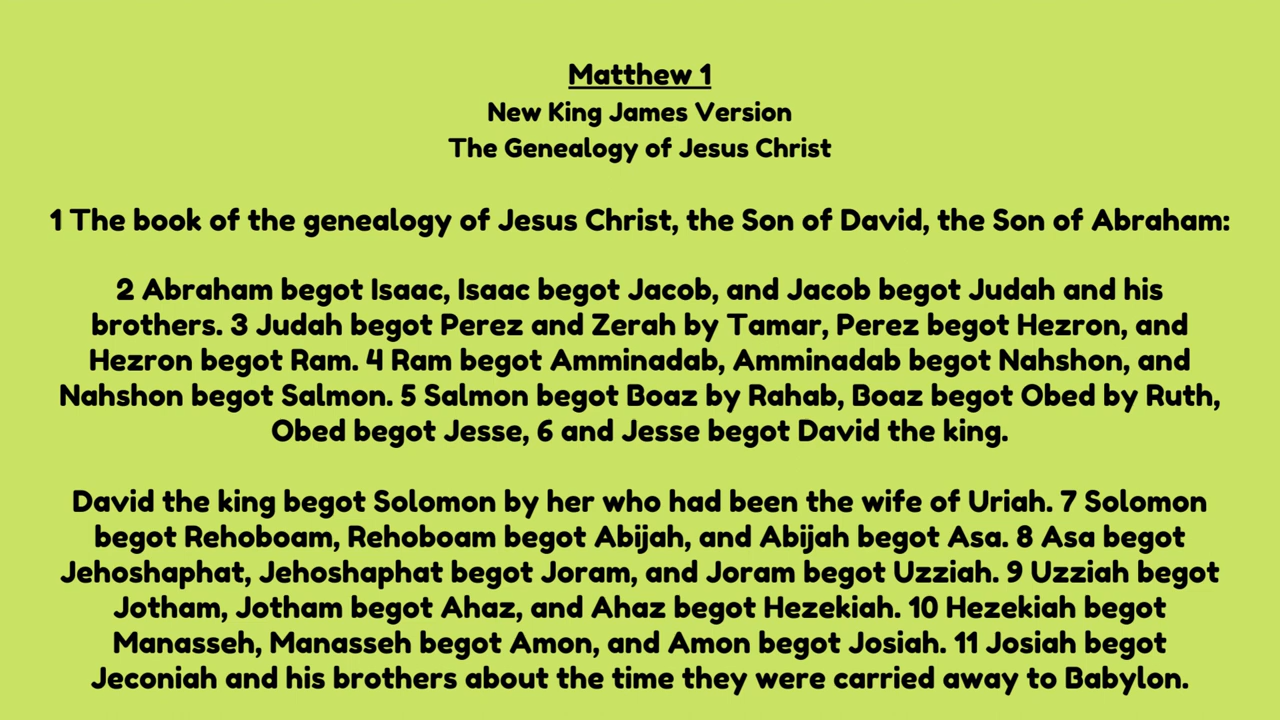 Matthew 1
New King James Version
The Genealogy of Jesus Christ
1 The book of the genealogy of Jesus Christ, the Son of David, the Son of Abraham:
2 Abraham begot Isaac, Isaac begot Jacob, and Jacob begot Judah and his
brothers. 3 Judah begot Perez and Zerah by Tamar, Perez begot Hezron, and
Hezron begot Ram. 4 Ram begot Amminadab, Amminadab begot Nahshon, and
Nahshon begot Salmon. 5 Salmon begot Boaz by Rahab, Boaz begot Obed by Ruth,
Obed begot Jesse, 6 and Jesse begot David the king.
David the king begot Solomon by her who had been the wife of Uriah. 7 Solomon
begot Rehoboam, Rehoboam begot Abijah, and Abijah begot Asa. 8 Asa begot
Jehoshaphat, Jehoshaphat begot Joram, and Joram begot Uzziah. 9 Uzziah begot
Jotham, Jotham begot Ahaz, and Ahaz begot Hezekiah. 10 Hezekiah begot
Manasseh, Manasseh begot Amon, and Amon begot Josiah. 11 Josiah begot
Jeconiah and his brothers about the time they were carried away to Babylon.